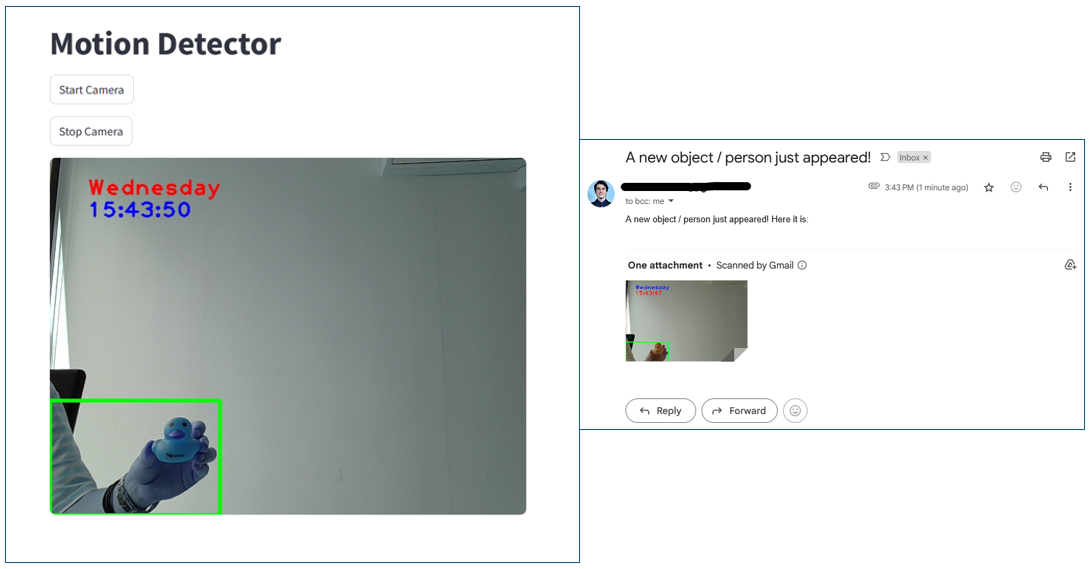 Motion Detector
Start Camera
Stop Camera
Wednesday
15:43:50
A new object / person just appeared! Inbox ×
3:43 PM (1 minute ago)
to bcc: me
A new object / person just appeared! Here it is:
One attachment • Scanned by Gmail
Wednesday
15:43:47
Reply Forward